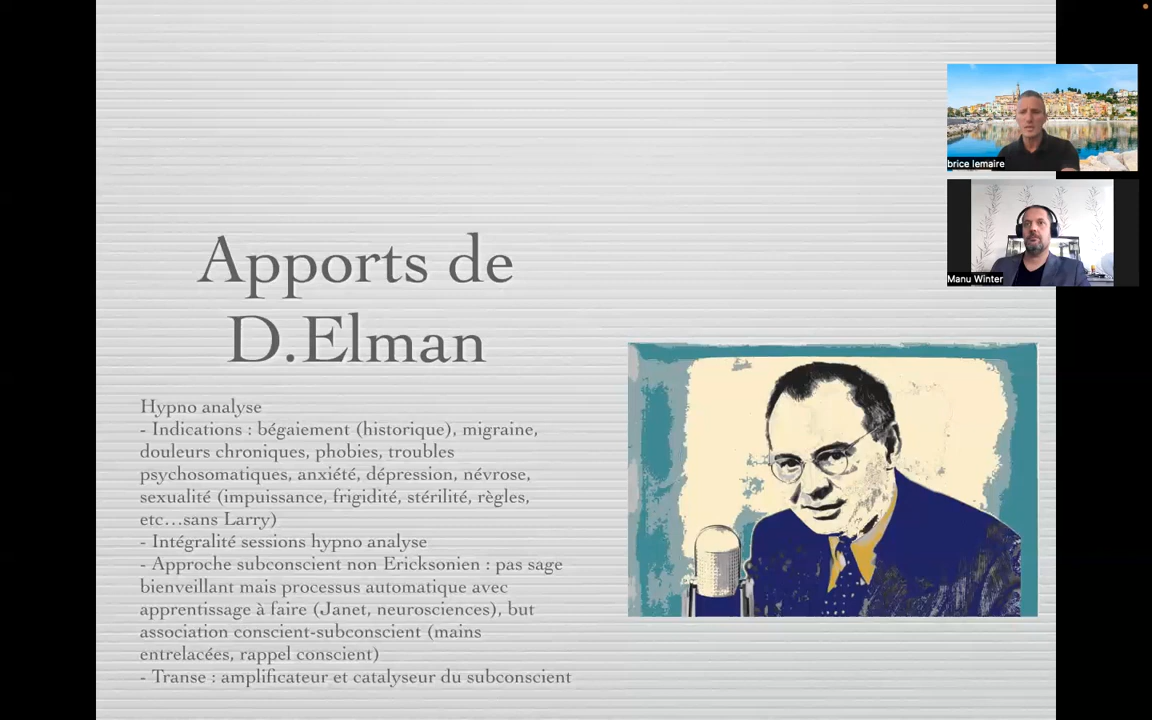 Apports de
D.Elman
Hypno analyse
- Indications : bégaiement (historique), migraine,
douleurs chroniques, phobies, troubles
psychosomatiques, anxiété, dépression, névrose,
sexualité (impuissance, frigidité, stérilité, règles,
etc…sans Larry)
- Intégralité sessions hypno analyse
- Approche subconscient non Ericksonien : pas sage
bienveillant mais processus automatique avec
apprentissage à faire (Janet, neurosciences), but
association conscient-subconscient (mains
entrelacées, rappel conscient)
- Transe : amplificateur et catalyseur du subconscient
brice lemaire
Manu Winter